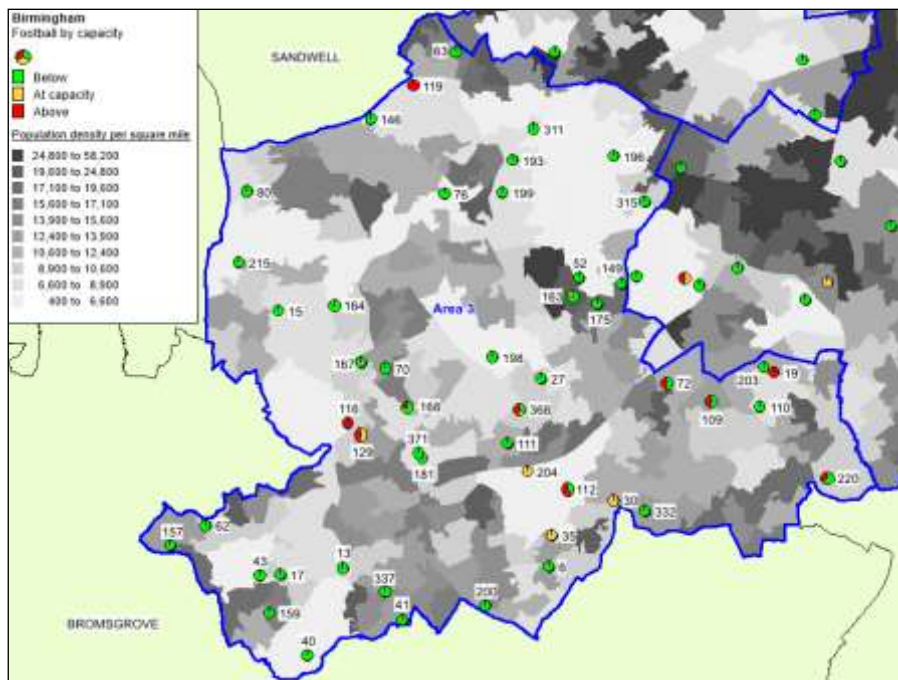 Birmingham
Football by capacity
Below
At capacity
Above
Population density per square mile
24,800 to 58,200
19,600 to 24,800
17,100 to 19,600
15,600 to 17,100
13,900 to 15,600
12,400 to 13,900
10,600 to 12,400
8,900 to 10,600
6,600 to 8,900
400 to 6,600
SANDWELL
63
119
146
311
193
196
80
76
199
315
215
52
149
163
175
15
164
Area 3
198
167
70
27
72
203
19
168
368
109
110
116
129
371
111
181
204
220
112
30
332
62
157
35
13
6
43
17
337
200
159
41
BROMSGROVE
40